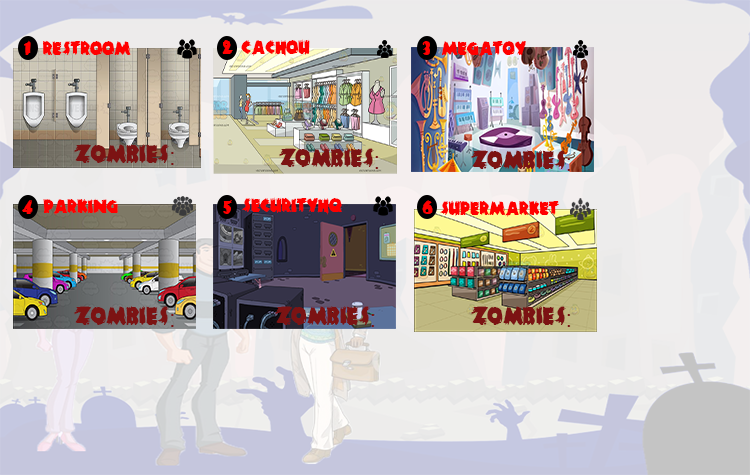 1 RESTROOM
2 CACHOU
3 MEGATOY
ZOMBIES:
ZOMBIES:
ZOMBIES:
4 PARKING
5 SECURITYHQ
6 SUPERMARKET
ZOMBIES:
ZOMBIES:
ZOMBIES: